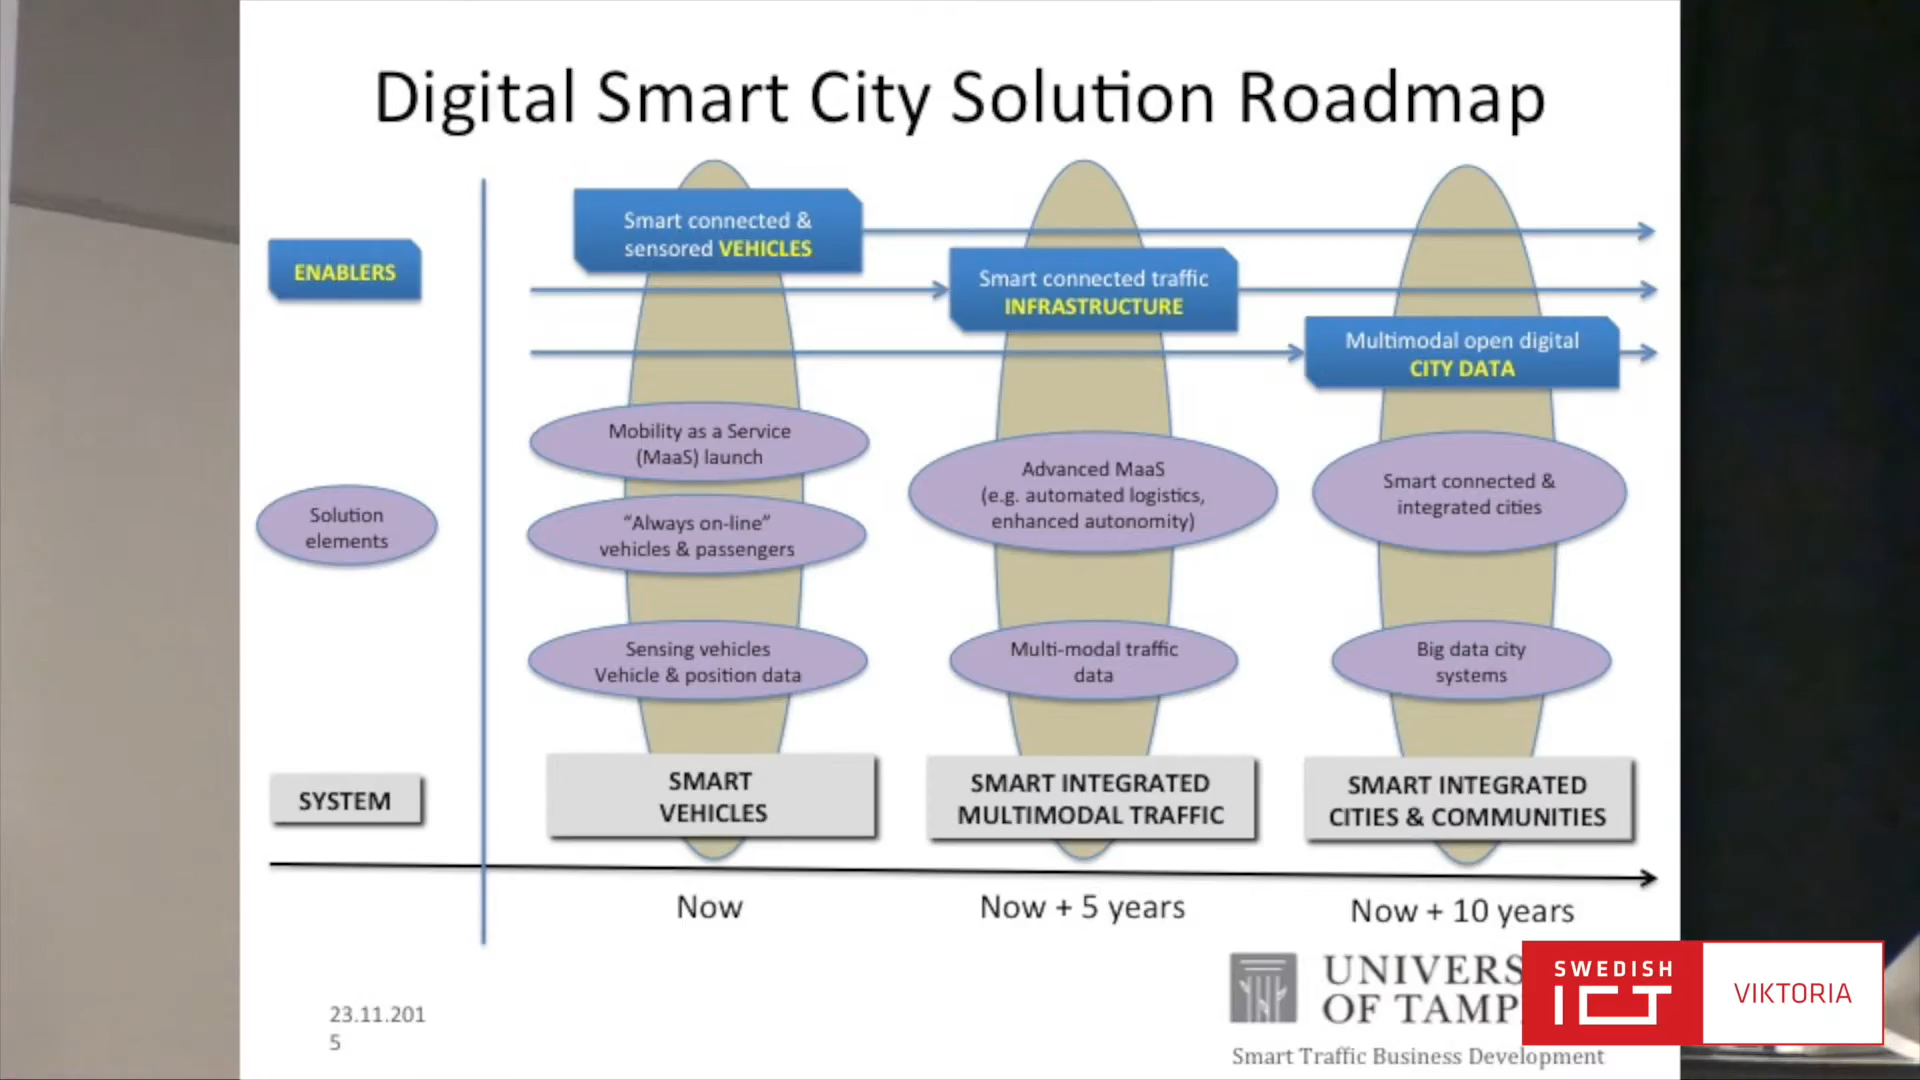 Digital Smart City Solution Roadmap
ENABLERS
Smart connected &
sensored VEHICLES
Smart connected traffic
INFRASTRUCTURE
Multimodal open digital
CITY DATA
Solution
elements
Mobility as a Service
(MaaS) launch
“Always on-line”
vehicles & passengers
Sensing vehicles
Vehicle & position data
Advanced MaaS
(e.g. automated logistics,
enhanced autonomity)
Multi-modal traffic
data
Smart connected &
integrated cities
Big data city
systems
SYSTEM
SMART
VEHICLES
SMART INTEGRATED
MULTIMODAL TRAFFIC
SMART INTEGRATED
CITIES & COMMUNITIES
Now
Now + 5 years
Now + 10 years
23.11.201
5
UNIVERS
OF TAMP
Smart Traffic Business Development
SWEDISH
ICT
VIKTORIA